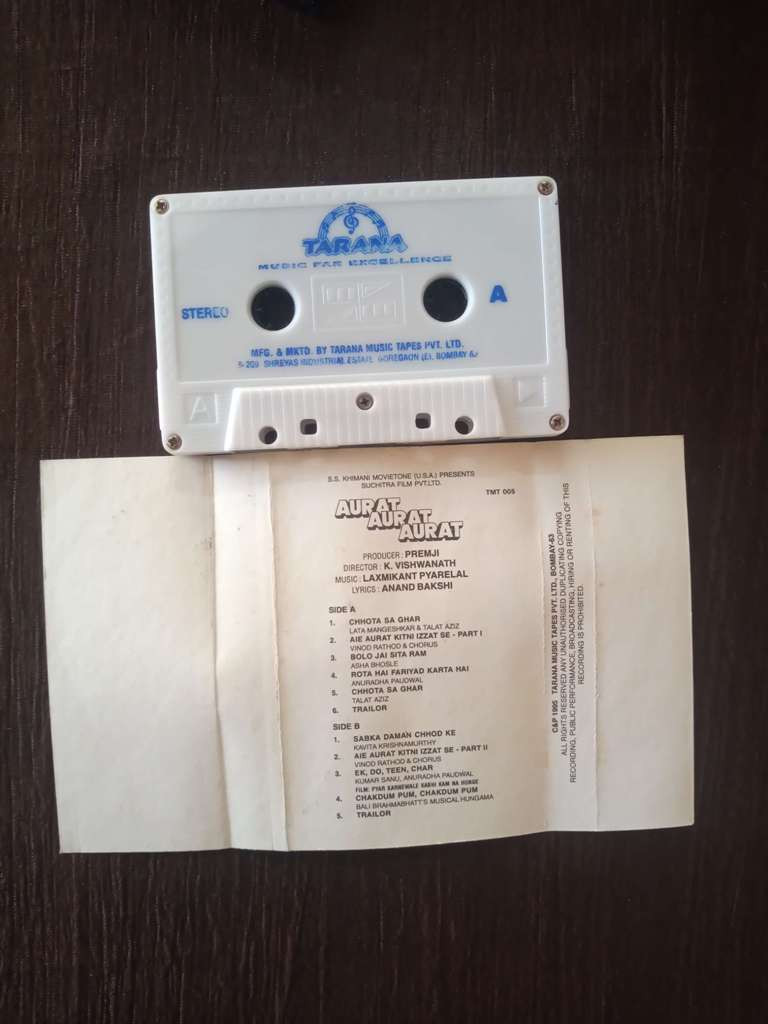 TARANA
MUSIC PAR EXCELLENCE
STEREO
A
MFG. & MKTD. BY TARANA MUSIC TAPES PVT. LTD.
SHREYAS INDUSTRIAL ESTATE GOREGAON (E), BOMBAY
A
S.S. KHIMANI MOVIETONE (U.S.A.) PRESENTS
SUCHITRA FILM PVT.LTD.
TMT 005
AURAT
AURAT
AURAT
PRODUCER : PREMJI
DIRECTOR : K. VISHWANATH
MUSIC : LAXMIKANT PYARELAL
LYRICS : ANAND BAKSHI
SIDE A
1. CHHOTA SA GHAR
LATA MANGESHKAR & TALAT AZIZ
2. AIE AURAT KITNI IZZAT SE - PART I
VINOD RATHOD & CHORUS
3. BOLO JAI SITA RAM
ASHA BHOSLE
4. ROTA HAI FARIYAD KARTA HAI
ANURADHA PAUDWAL
5. CHHOTA SA GHAR
TALAT AZIZ
6. TRAILOR
SIDE B
1. SABKA DAMAN CHHOD KE
KAVITA KRISHNAMURTHY
2. AIE AURAT KITNI IZZAT SE - PART II
VINOD RATHOD & CHORUS
3. EK, DO, TEEN, CHAR
KUMAR SANU, ANURADHA PAUDWAL
FILM: PYAR KARNEWALE KABHI KAM NA HONGE
4. CHAKDUM PUM, CHAKDUM PUM
BALI BRAHMABHATT'S MUSICAL HUNGAMA
5. TRAILOR
C&P 1995 TARANA MUSIC TAPES PVT. LTD., BOMBAY-63
ALL RIGHTS RESERVED ANY UNAUTHORISED DUPLICATING COPYING
RECORDING, PUBLIC PERFORMANCE, BROADCASTING, HIRING OR RENTING OF THIS
RECORDING IS PROHIBITED.